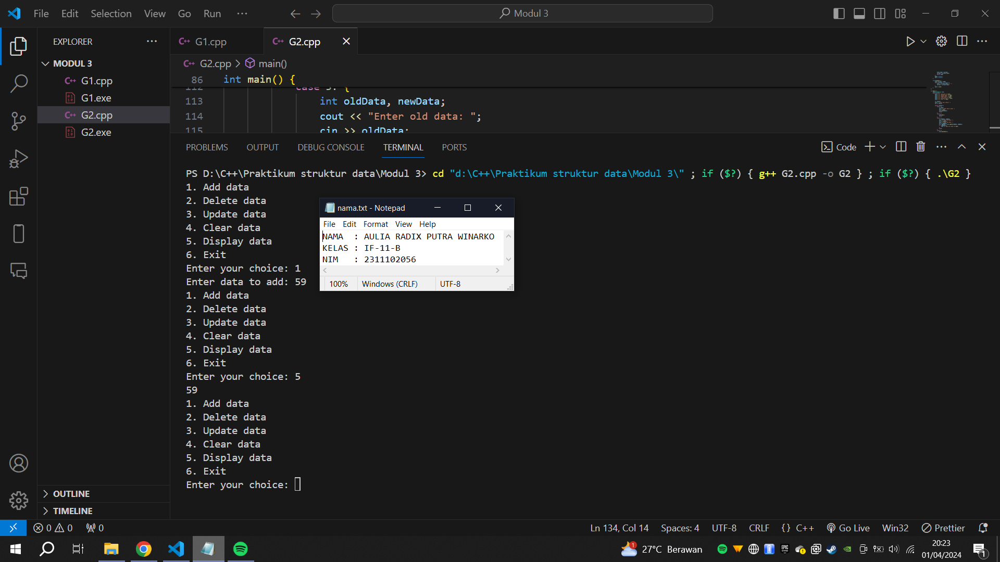 File Edit Selection View Go Run ···
Modul 3
EXPLORER
MODUL 3
G1.cpp
G1.exe
G2.cpp
G2.exe
OUTLINE
TIMELINE
G1.cpp
G2.cpp
G2.cpp > main()
86 int main() {
112 case 3: {
113 int oldData, newData;
114 cout << "Enter old data: ";
115 cin >> oldData;
PROBLEMS OUTPUT DEBUG CONSOLE TERMINAL PORTS
Code
PS D:\C++\Praktikum struktur data\Modul 3> cd "d:\C++\Praktikum struktur data\Modul 3\" ; if ($?) { g++ G2.cpp -o G2 } ; if ($?) { .\G2 }
1. Add data
2. Delete data
3. Update data
4. Clear data
5. Display data
6. Exit
Enter your choice: 1
Enter data to add: 59
1. Add data
2. Delete data
3. Update data
4. Clear data
5. Display data
6. Exit
Enter your choice: 5
59
1. Add data
2. Delete data
3. Update data
4. Clear data
5. Display data
6. Exit
Enter your choice:
nama.txt - Notepad
File Edit Format View Help
NAMA : AULIA RADIX PUTRA WINARKO
KELAS : IF-11-B
NIM : 2311102056
100% Windows (CRLF) UTF-8
0 0 0
Ln 134, Col 14 Spaces: 4 UTF-8 CRLF {} C++ Go Live Win32 Prettier
1
27°C Berawan
EPIC
20:23
01/04/2024
1